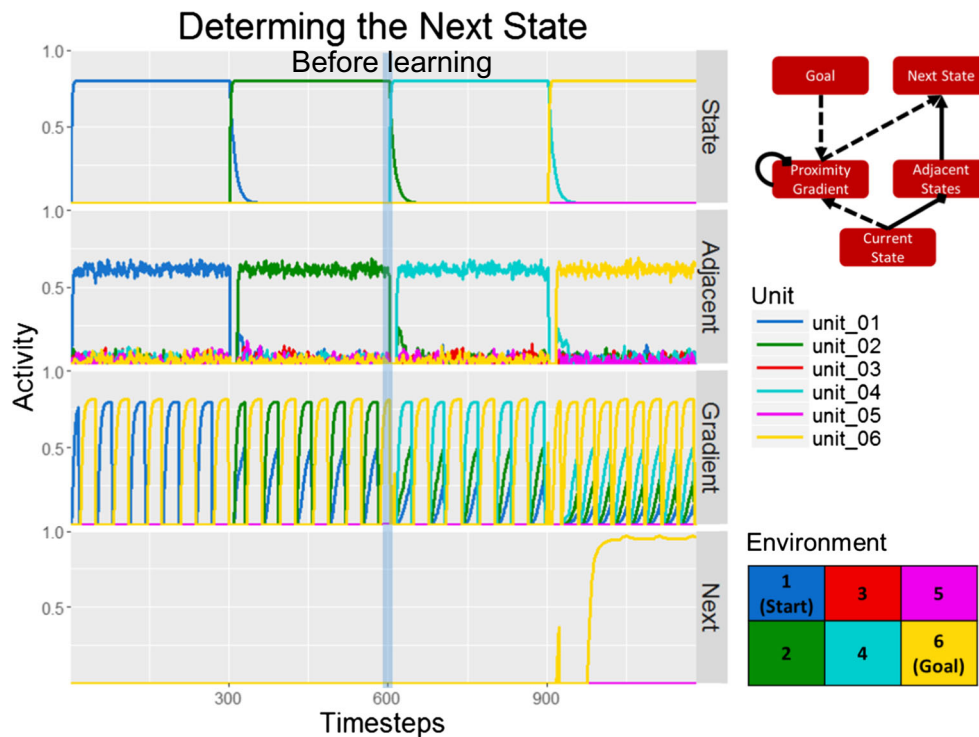 Determing the Next State
Before learning
Activity
1.0
0.5
State
1.0
0.5
Adjacent
1.0
0.5
Gradient
1.0
0.5
Next
300
600
900
Timesteps
Goal
Next State
Proximity
Gradient
Adjacent
States
Current
State
Unit
unit_01
unit_02
unit_03
unit_04
unit_05
unit_06
Environment
1
(Start)
3
5
2
4
6
(Goal)